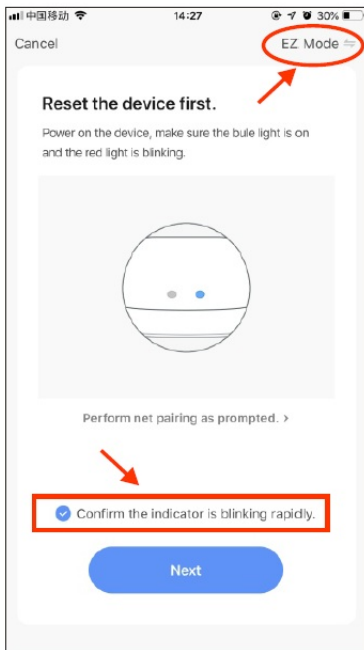 中国移动 14:27 30%
Cancel EZ Mode
Reset the device first.
Power on the device, make sure the bule light is on
and the red light is blinking.
Perform net pairing as prompted. >
Confirm the indicator is blinking rapidly.
Next